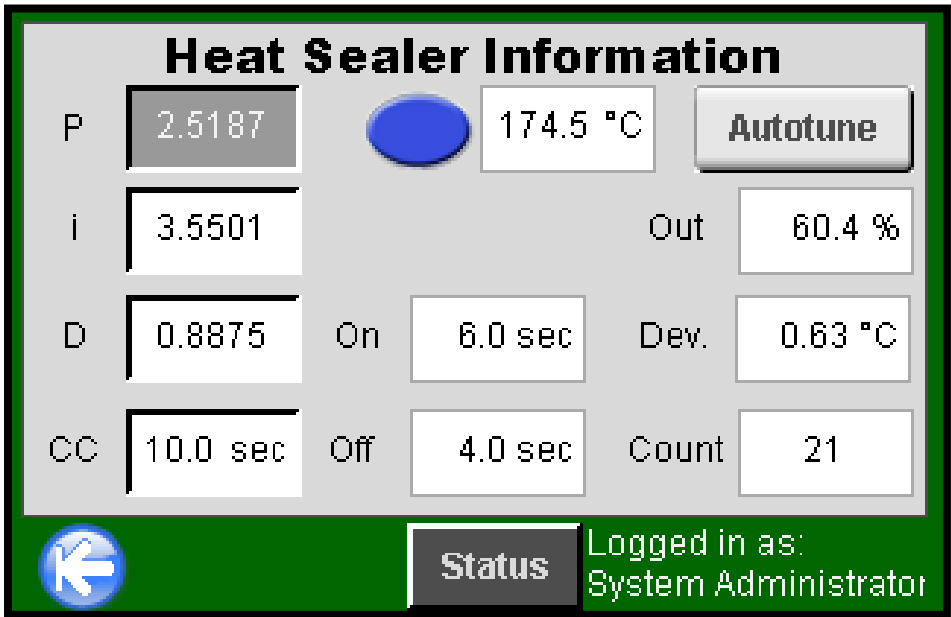 Heat Sealer Information
P 2.5187 174.5 °C Autotune
i 3.5501 Out 60.4 %
D 0.8875 On 6.0 sec Dev. 0.63 °C
CC 10.0 sec Off 4.0 sec Count 21
Status
Logged in as:
System Administrator